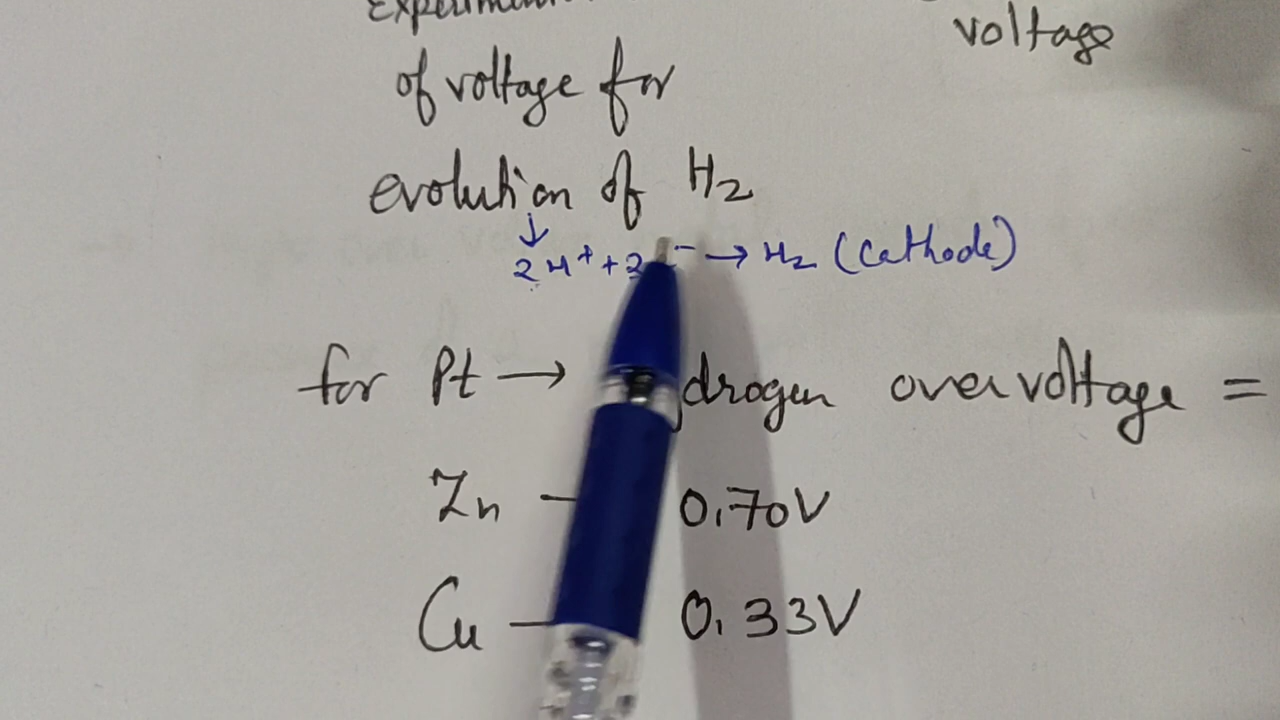 voltage
of voltage for
evolution of H₂
↓
2H⁺ + 2 ⁻ → H₂ (Cathode)
for Pt → drogen overvoltage =
Zn – 0.70V
Cu – 0.33V